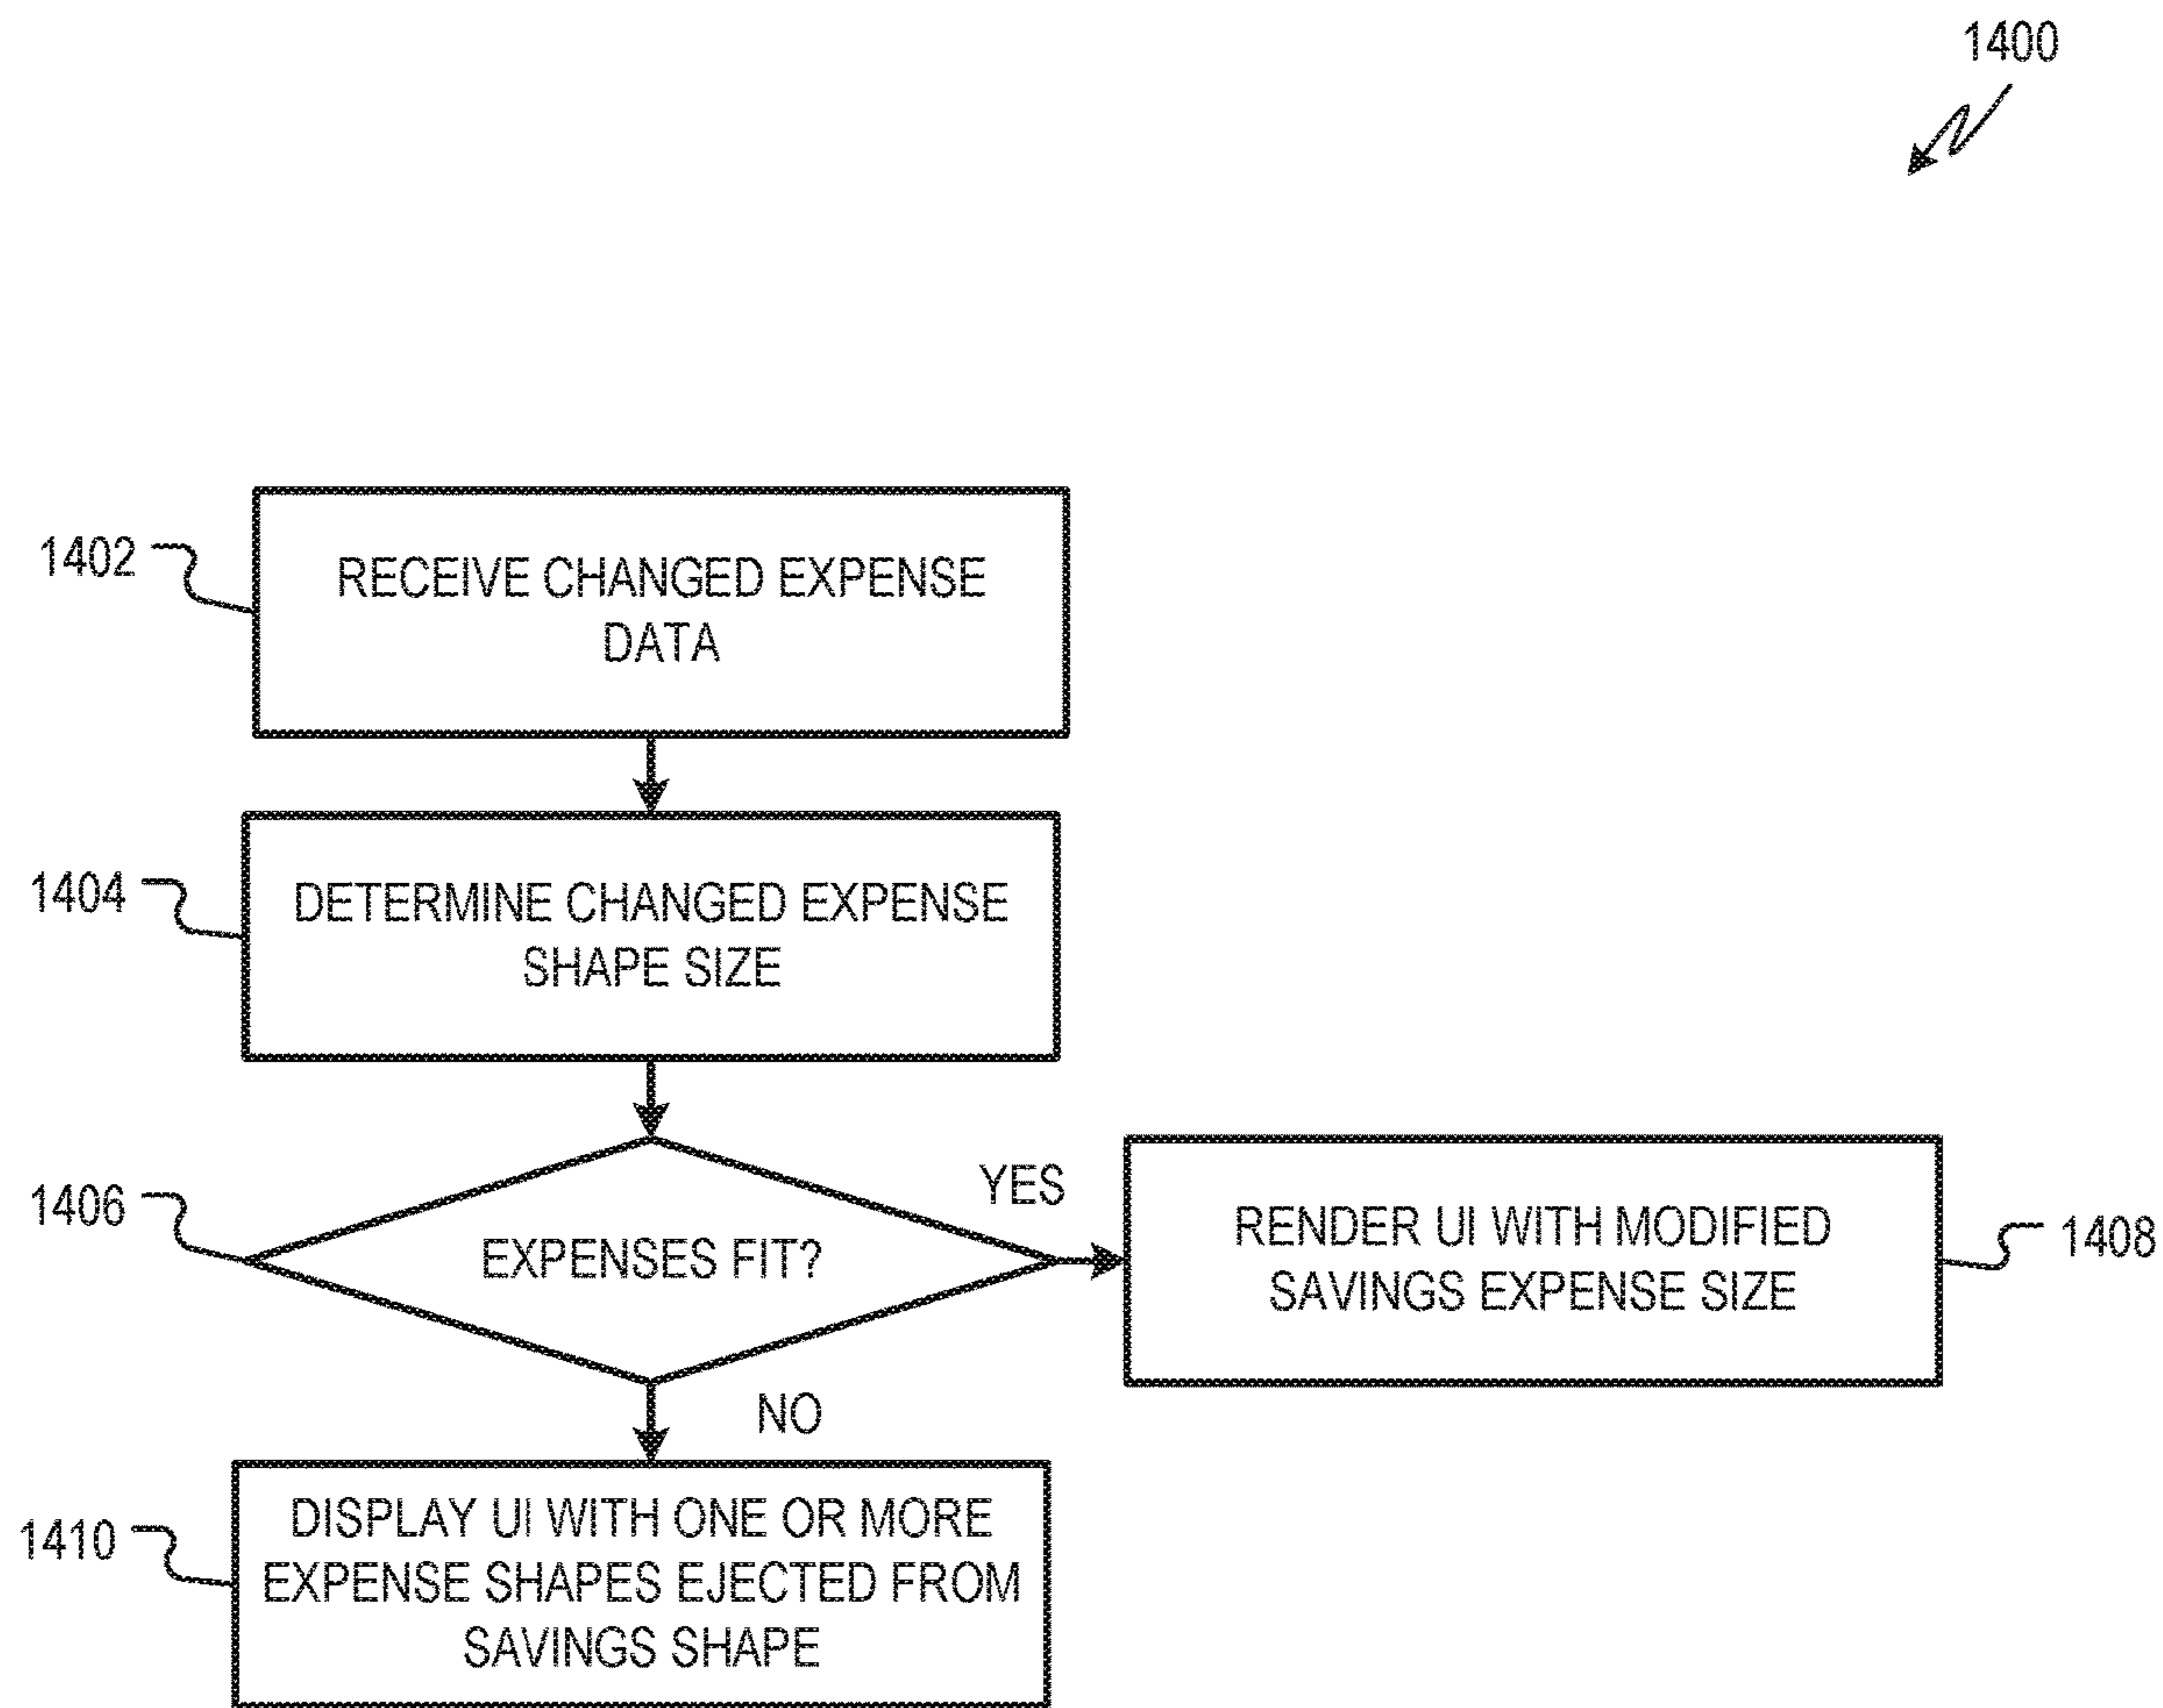 1400
1402
RECEIVE CHANGED EXPENSE
DATA
1404
DETERMINE CHANGED EXPENSE
SHAPE SIZE
1406
EXPENSES FIT?
YES
RENDER UI WITH MODIFIED
SAVINGS EXPENSE SIZE
1408
NO
1410
DISPLAY UI WITH ONE OR MORE
EXPENSE SHAPES EJECTED FROM
SAVINGS SHAPE